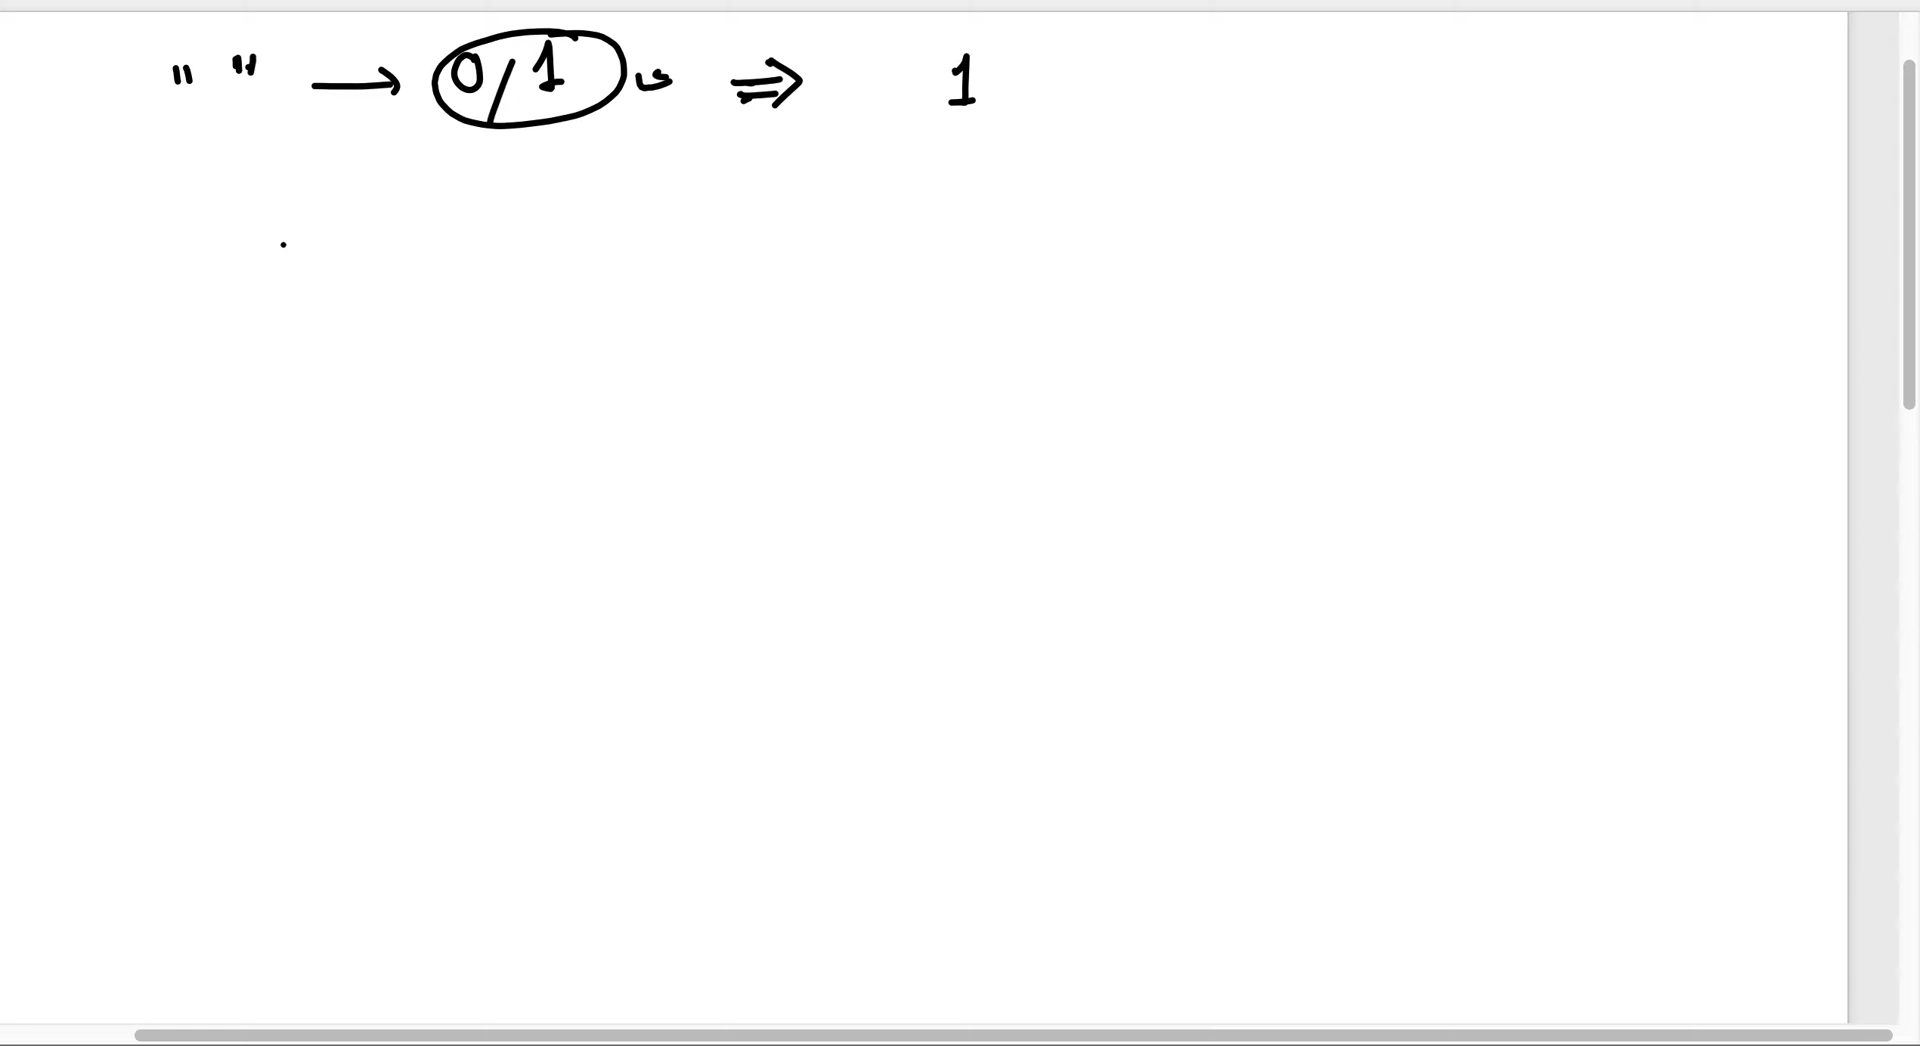 " " → 0/1 ⇒ 1